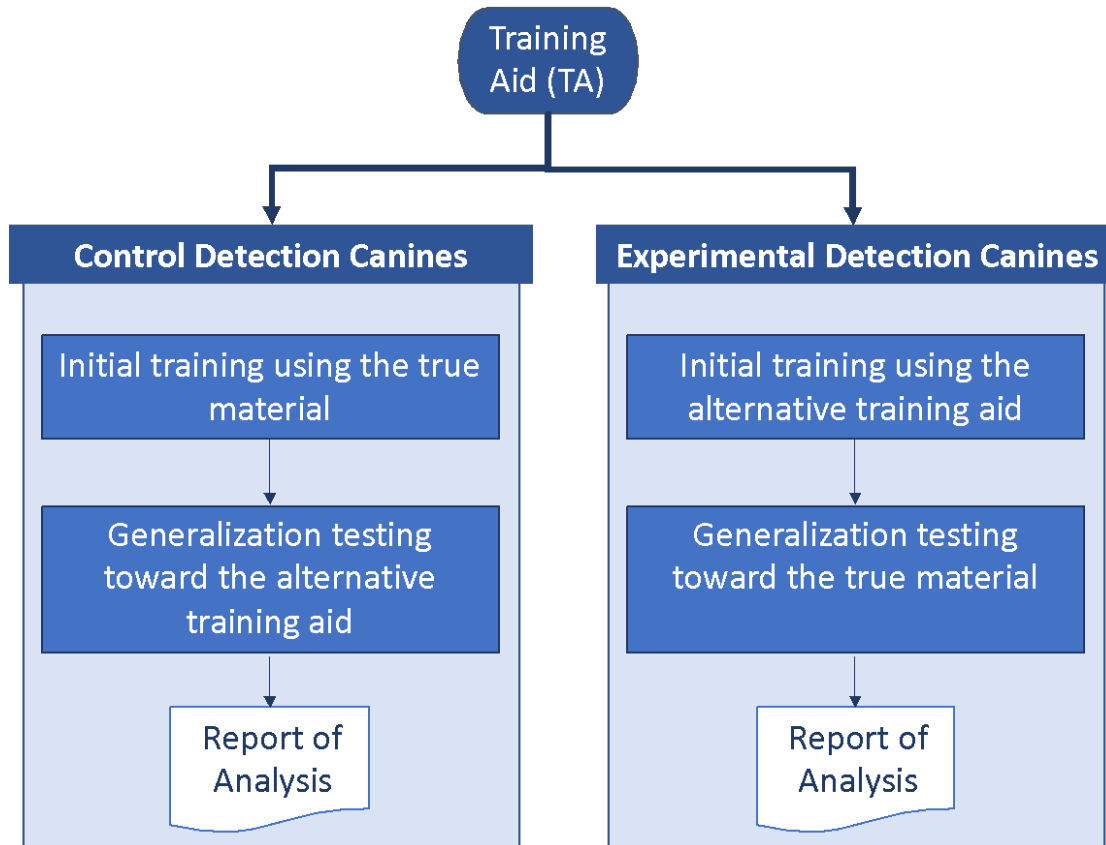 Training
Aid (TA)
Control Detection Canines
Initial training using the true
material
Generalization testing
toward the alternative
training aid
Report of
Analysis
Experimental Detection Canines
Initial training using the
alternative training aid
Generalization testing
toward the true material
Report of
Analysis